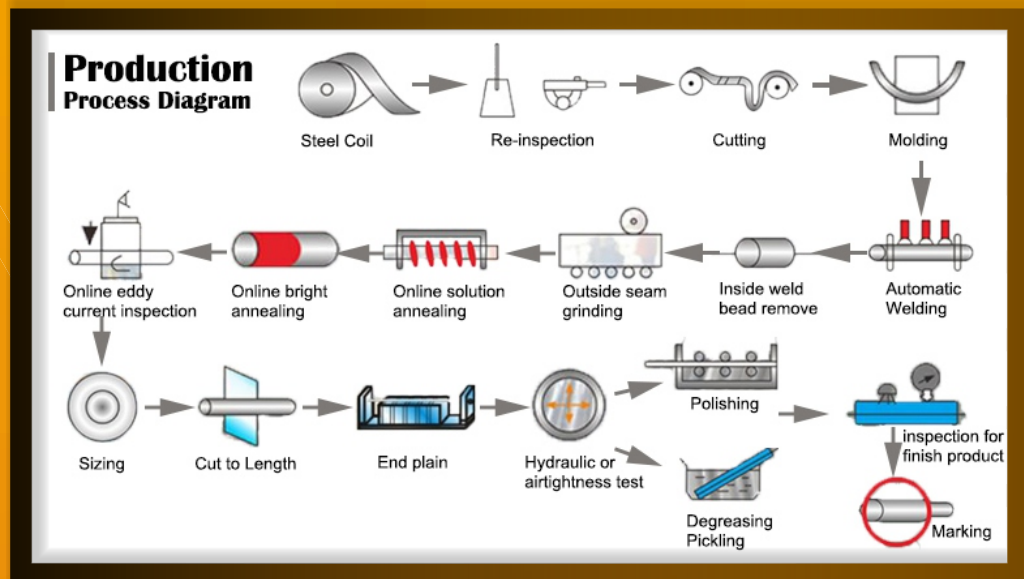 Production
Process Diagram
Steel Coil
Re-inspection
Cutting
Molding
Automatic
Welding
Inside weld
bead remove
Outside seam
grinding
Online solution
annealing
Online bright
annealing
Online eddy
current inspection
Sizing
Cut to Length
End plain
Hydraulic or
airtightness test
Polishing
Degreasing
Pickling
inspection for
finish product
Marking